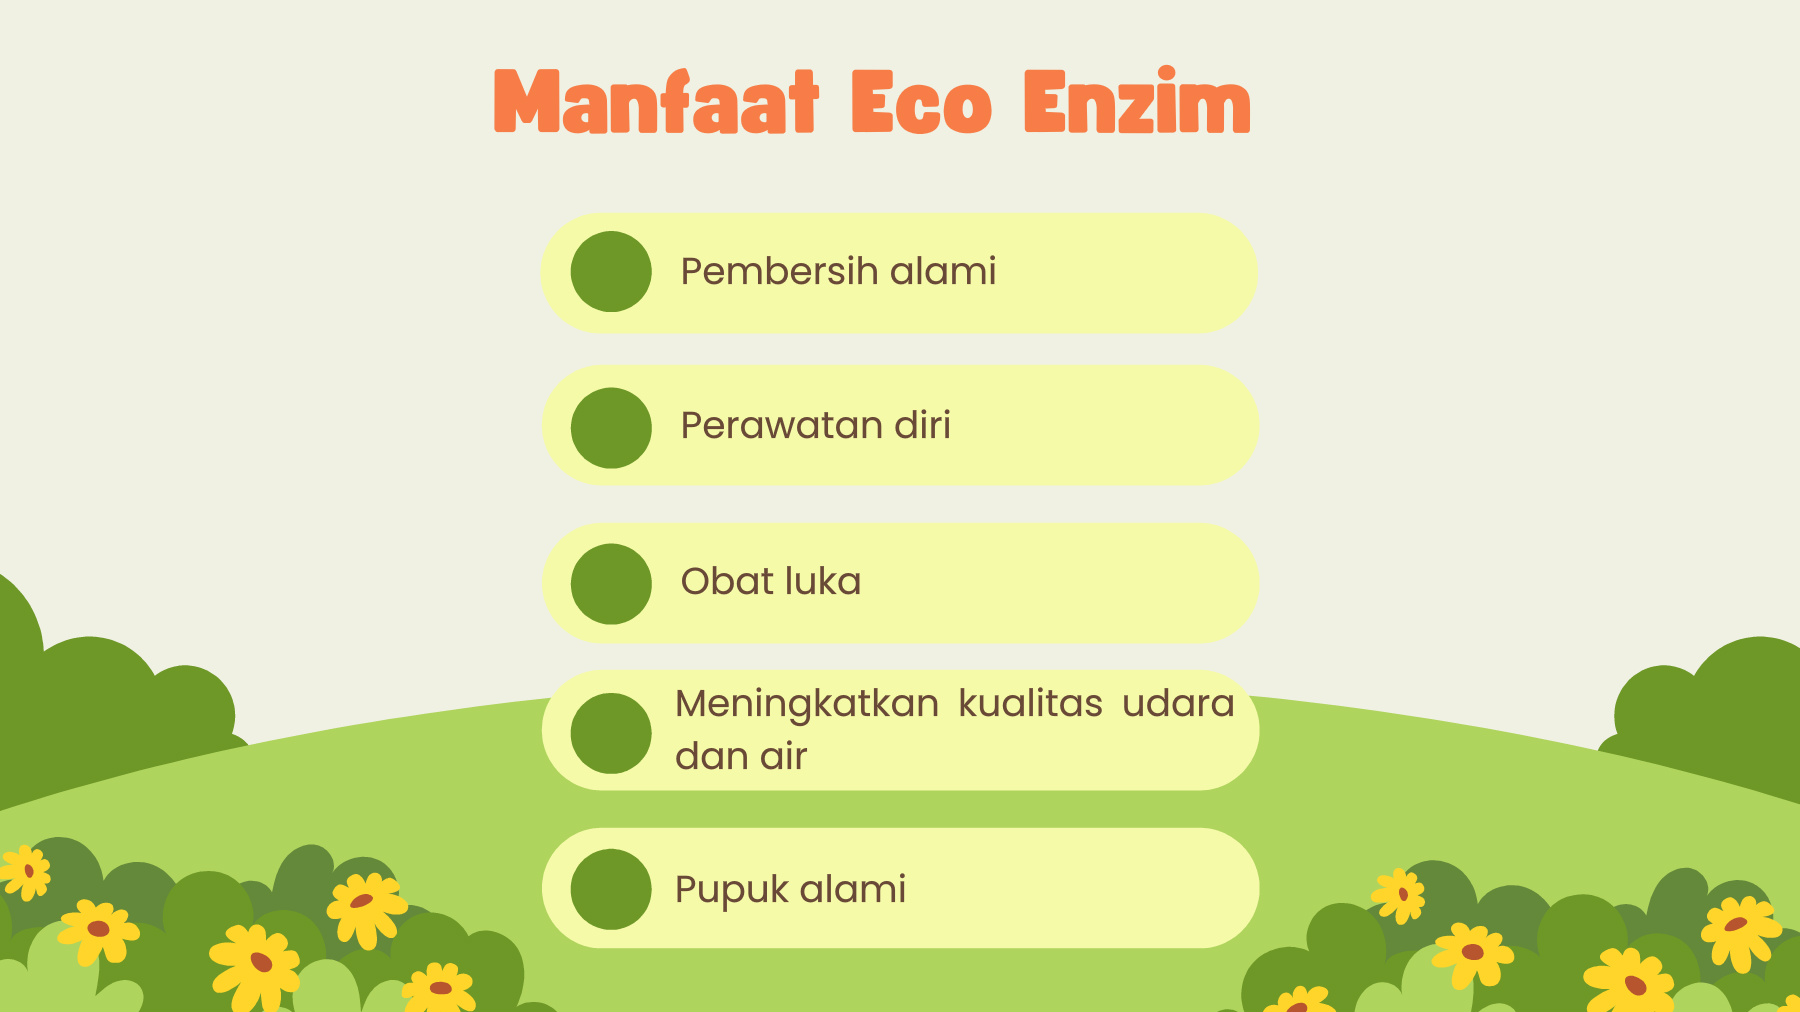 Manfaat Eco Enzim
Pembersih alami
Perawatan diri
Obat luka
Meningkatkan kualitas udara
dan air
Pupuk alami